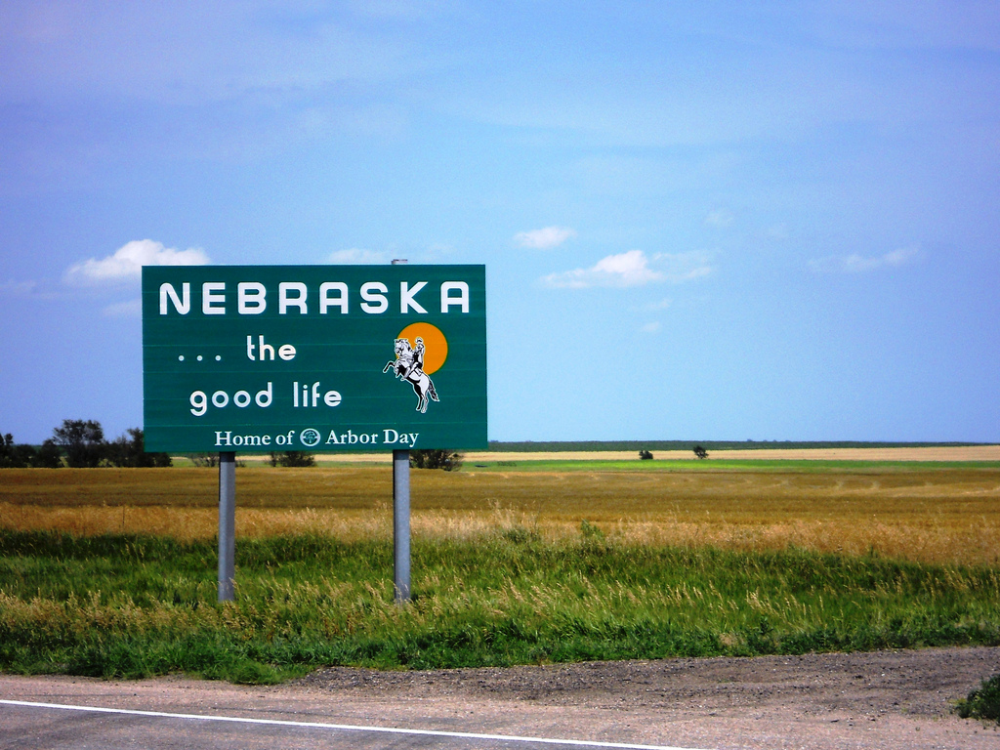 NEBRASKA
... the
good life
Home of Arbor Day